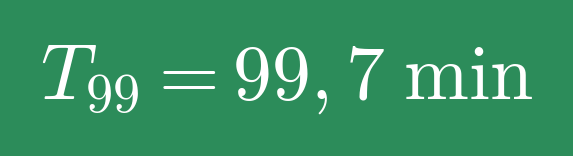 T₉₉ = 99, 7 min